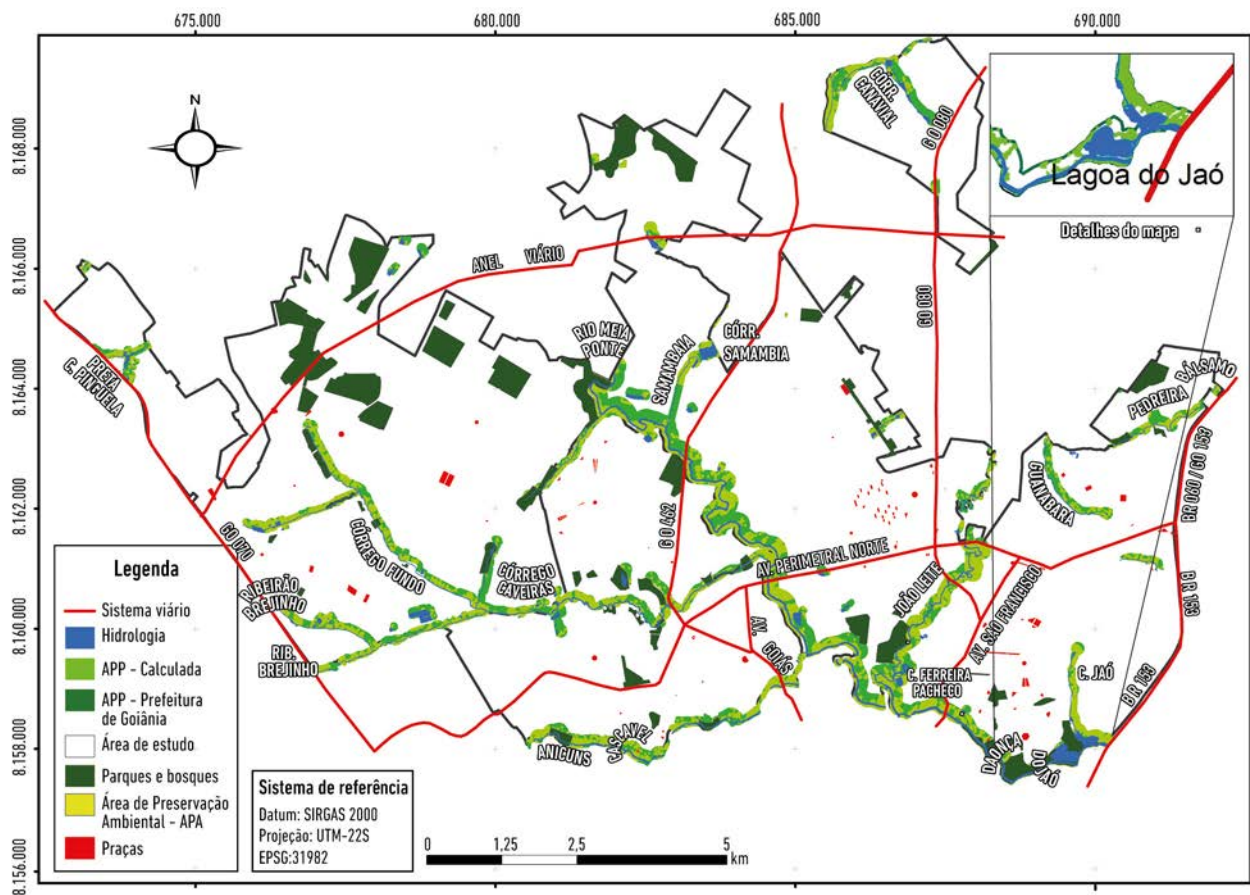 675.000
680.000
685.000
690.000
8.168.000
8.166.000
8.164.000
8.162.000
8.160.000
8.158.000
8.156.000
N
CÓRR.
CANAVIAL
G O 080
Lagoa do Jaó
Detalhes do mapa
ANEL VIÁRIO
GO 080
RIO MEIA
PONTE
SAMAMBAIA
CÓRR.
SAMAMBIA
PRETA
C. PINGUELA
PEDREIRA
BÁLSAMO
GUANABARA
BR 060 / GO 153
G O 462
GO 070
CÓRREGO FUNDO
CÓRREGO
CAVEIRAS
AV. PERIMETRAL NORTE
JOÃO LEITE
AV. SÃO FRANCISCO
BR 153
RIBEIRÃO
BREJINHO
RIB.
BREJINHO
AV. GOIÁS
C. FERREIRA
PACHECO
C. JAÓ
BR 153
ANICUNS
CASCAVEL
DAONÇA
DO JAÓ
Legenda
Sistema viário
Hidrologia
APP - Calculada
APP - Prefeitura
de Goiânia
Área de estudo
Parques e bosques
Área de Preservação
Ambiental - APA
Praças
Sistema de referência
Datum: SIRGAS 2000
Projeção: UTM-22S
EPSG:31982
0 1,25 2,5 5
km